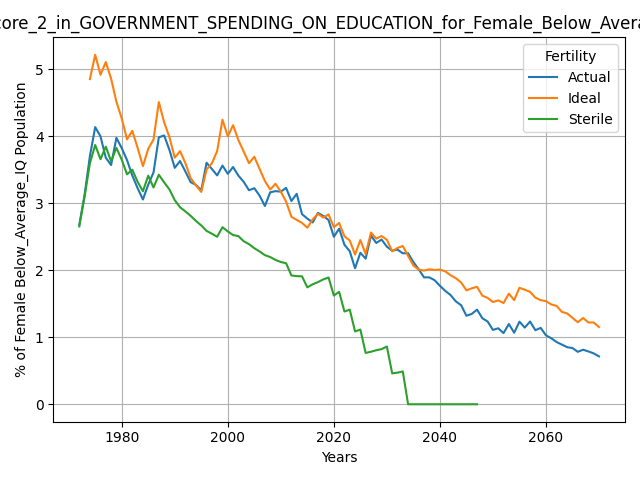 core_2_in_GOVERNMENT_SPENDING_ON_EDUCATION_for_Female_Below_Avera
Fertility
Actual
Ideal
Sterile
% of Female Below_Average_IQ Population
5
4
3
2
1
0
1980
2000
2020
2040
2060
Years